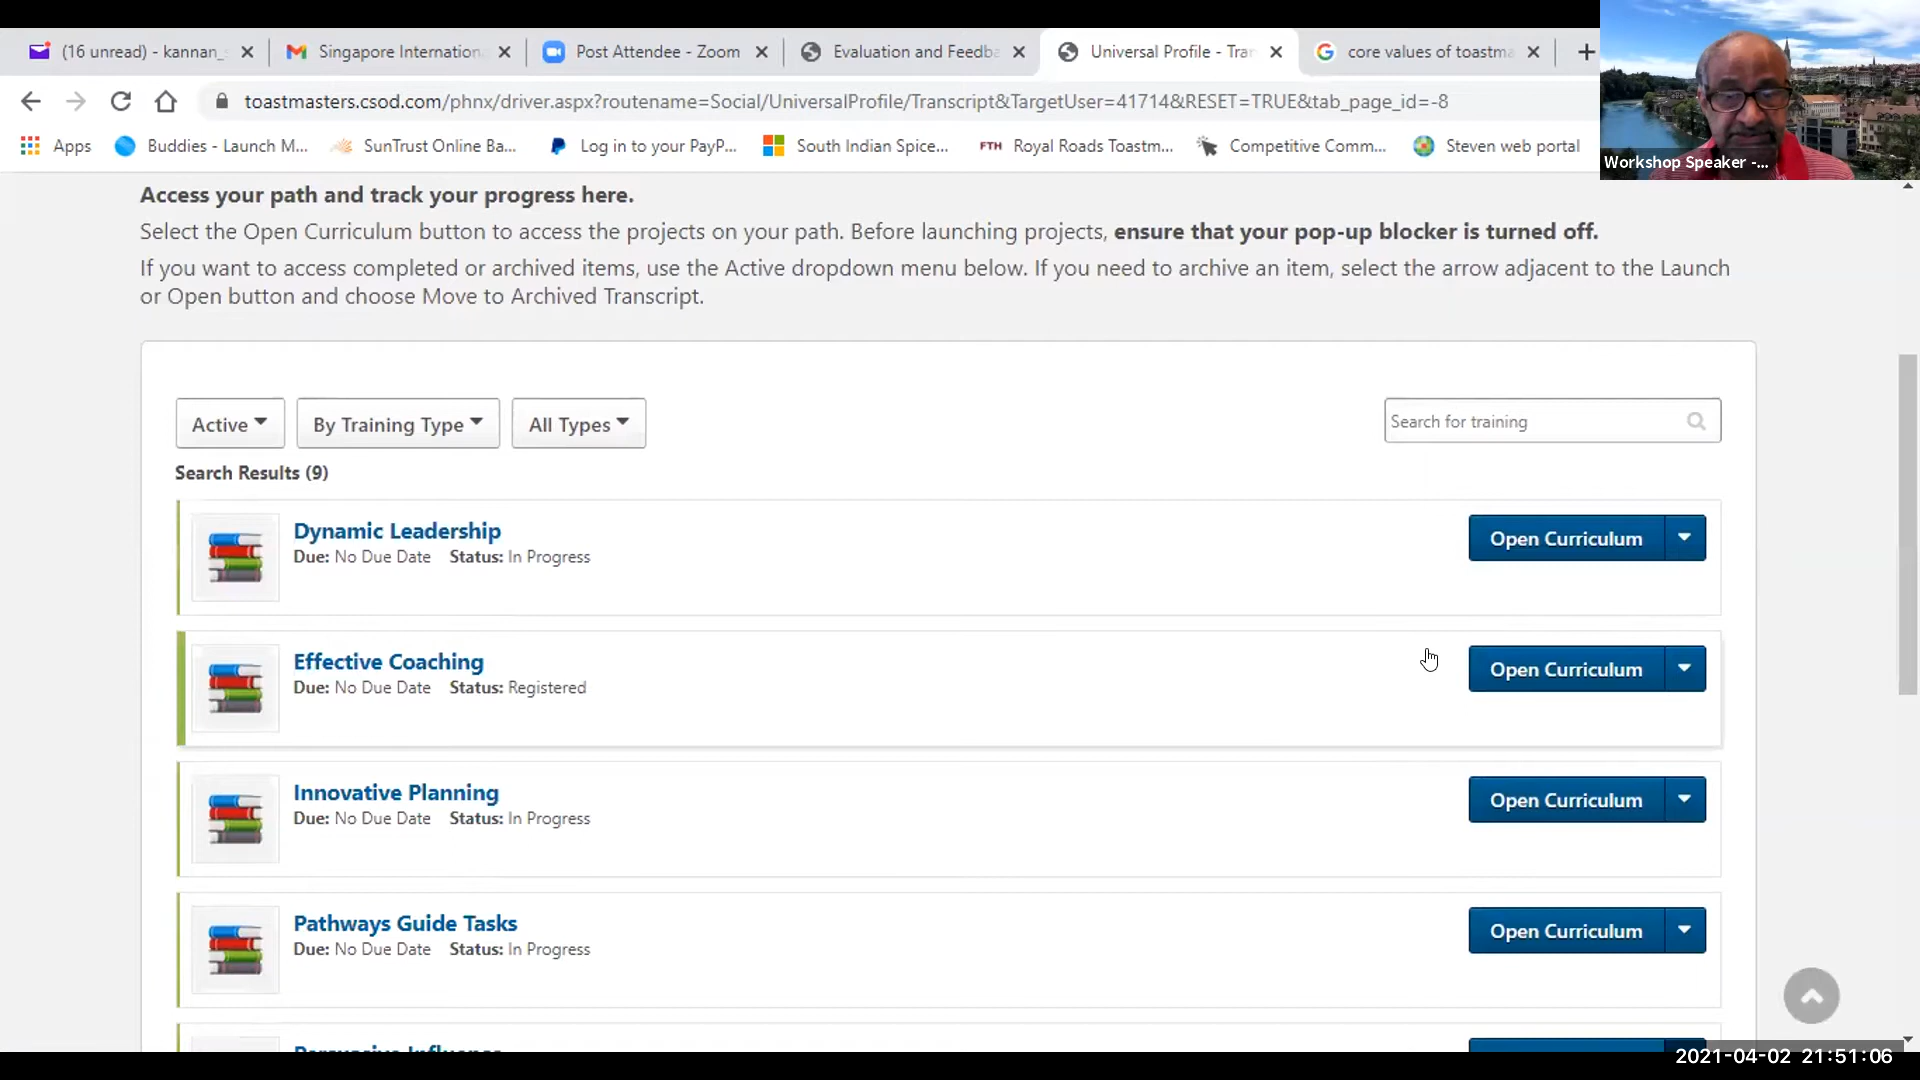 (16 unread) - kannan_
Singapore Internation
Post Attendee - Zoom
Evaluation and Feedba
Universal Profile - Tra
core values of toastma
toastmasters.csod.com/phnx/driver.aspx?routename=Social/UniversalProfile/Transcript&TargetUser=41714&RESET=TRUE&tab_page_id=-8
Apps
Buddies - Launch M...
SunTrust Online Ba...
Log in to your PayP...
South Indian Spice...
FTH
Royal Roads Toastm...
Competitive Comm...
Steven web portal
Workshop Speaker -...
Access your path and track your progress here.
Select the Open Curriculum button to access the projects on your path. Before launching projects, ensure that your pop-up blocker is turned off.
If you want to access completed or archived items, use the Active dropdown menu below. If you need to archive an item, select the arrow adjacent to the Launch
or Open button and choose Move to Archived Transcript.
Active
By Training Type
All Types
Search for training
Search Results (9)
Dynamic Leadership
Due: No Due Date Status: In Progress
Open Curriculum
Effective Coaching
Due: No Due Date Status: Registered
Open Curriculum
Innovative Planning
Due: No Due Date Status: In Progress
Open Curriculum
Pathways Guide Tasks
Due: No Due Date Status: In Progress
Open Curriculum
2021-04-02 21:51:06